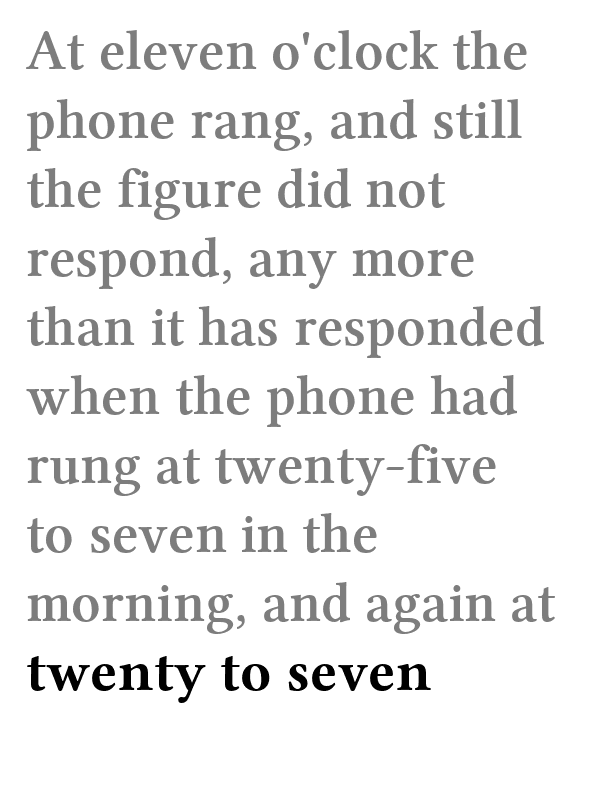 At eleven o'clock the
phone rang, and still
the figure did not
respond, any more
than it has responded
when the phone had
rung at twenty-five
to seven in the
morning, and again at
twenty to seven